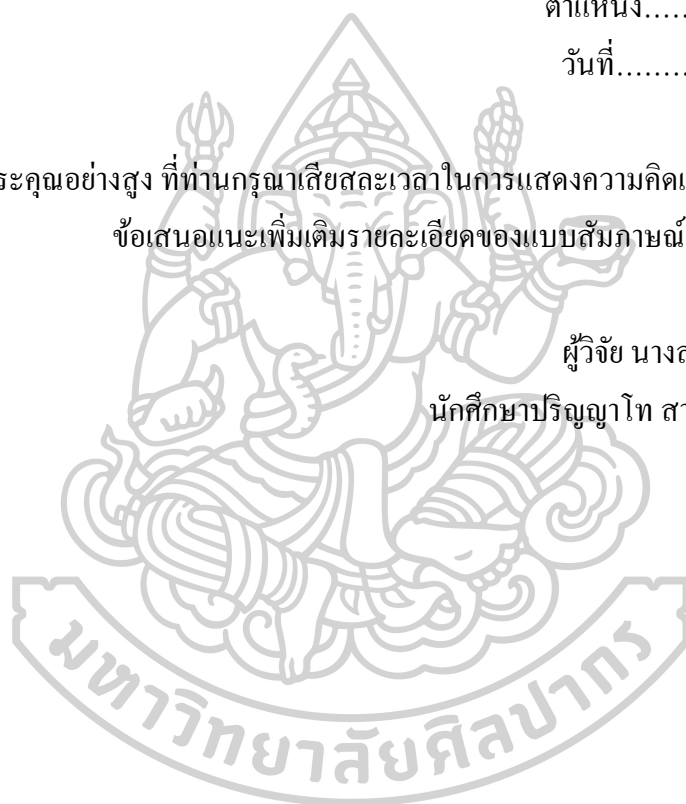 ตำแหน่ง.....
วันที่........
ระคุณอย่างสูง ที่ท่านกรุณาเสียสละเวลาในการแสดงความคิดเ
ข้อเสนอแนะเพิ่มเติมรายละเอียดของแบบสัมภาษณ์
ผู้วิจัย นางส
นักศึกษาปริญญาโท สา
มหาวิทยาลัยศิลปากร